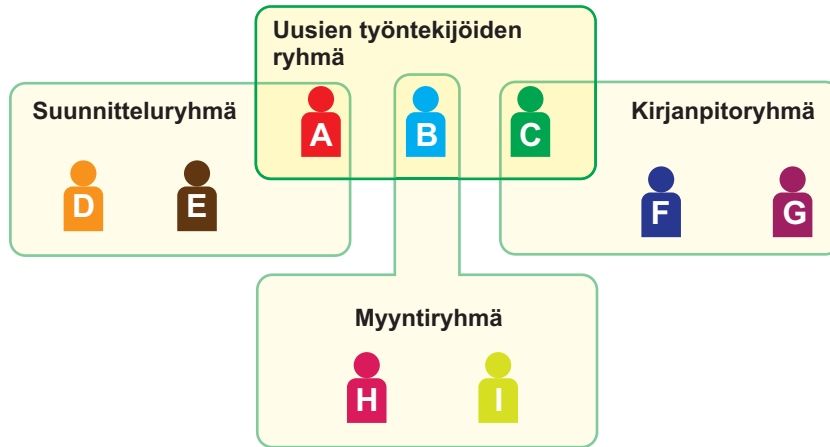 Uusien työntekijöiden
ryhmä
Suunnitteluryhmä
Kirjanpitoryhmä
A
B
C
D
E
F
G
Myyntiryhmä
H
I